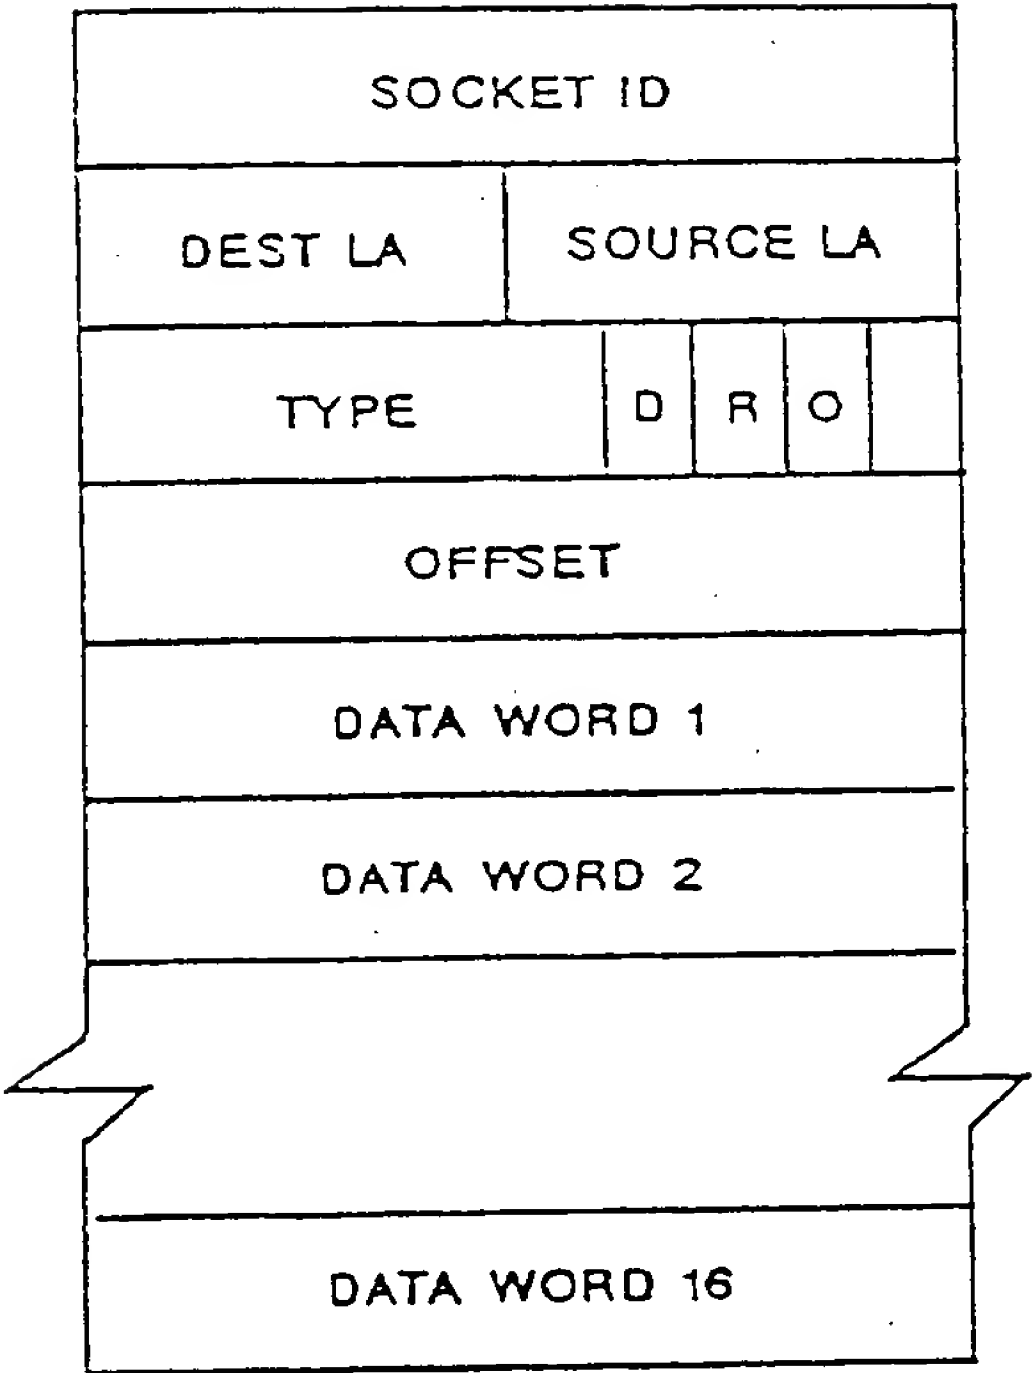 SOCKET ID
DEST LA SOURCE LA
TYPE D R O
OFFSET
DATA WORD 1
DATA WORD 2
DATA WORD 16